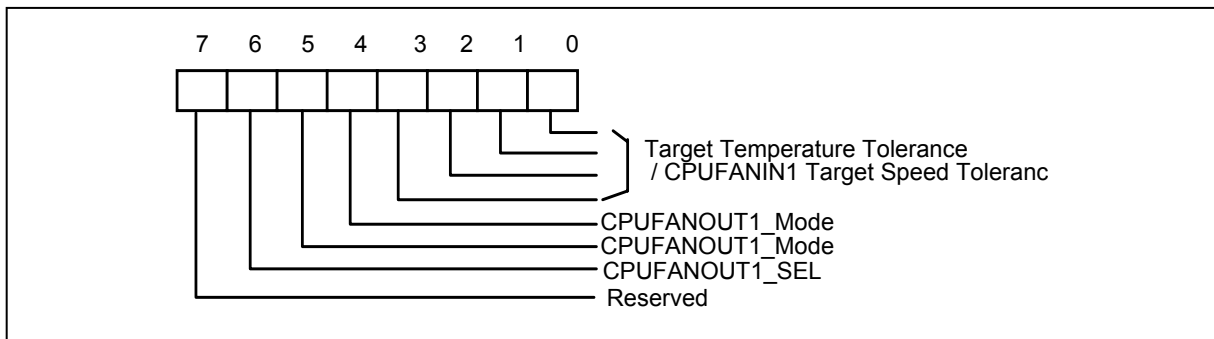 7 6 5 4 3 2 1 0
Target Temperature Tolerance
/ CPUFANIN1 Target Speed Toleranc
CPUFANOUT1_Mode
CPUFANOUT1_Mode
CPUFANOUT1_SEL
Reserved